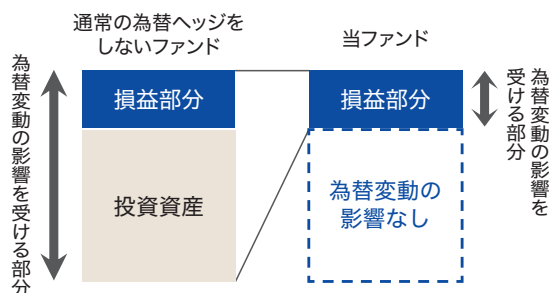 通常の為替ヘッジを
しないファンド
当ファンド
為替変動の影響を受ける部分
損益部分
投資資産
損益部分
為替変動の
影響なし
為替変動の影響を
受ける部分